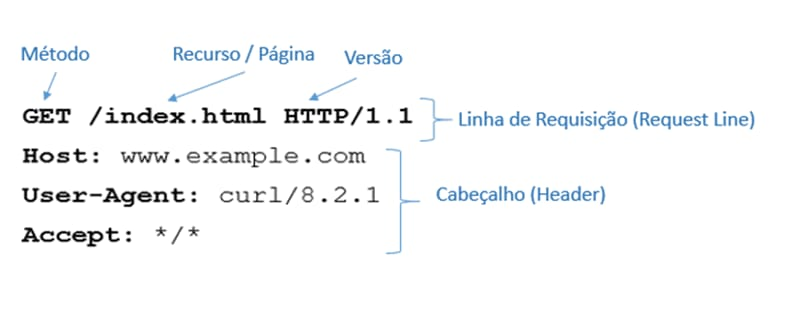 Método Recurso / Página Versão
GET /index.html HTTP/1.1 Linha de Requisição (Request Line)
Host: www.example.com
User-Agent: curl/8.2.1 Cabeçalho (Header)
Accept: */*